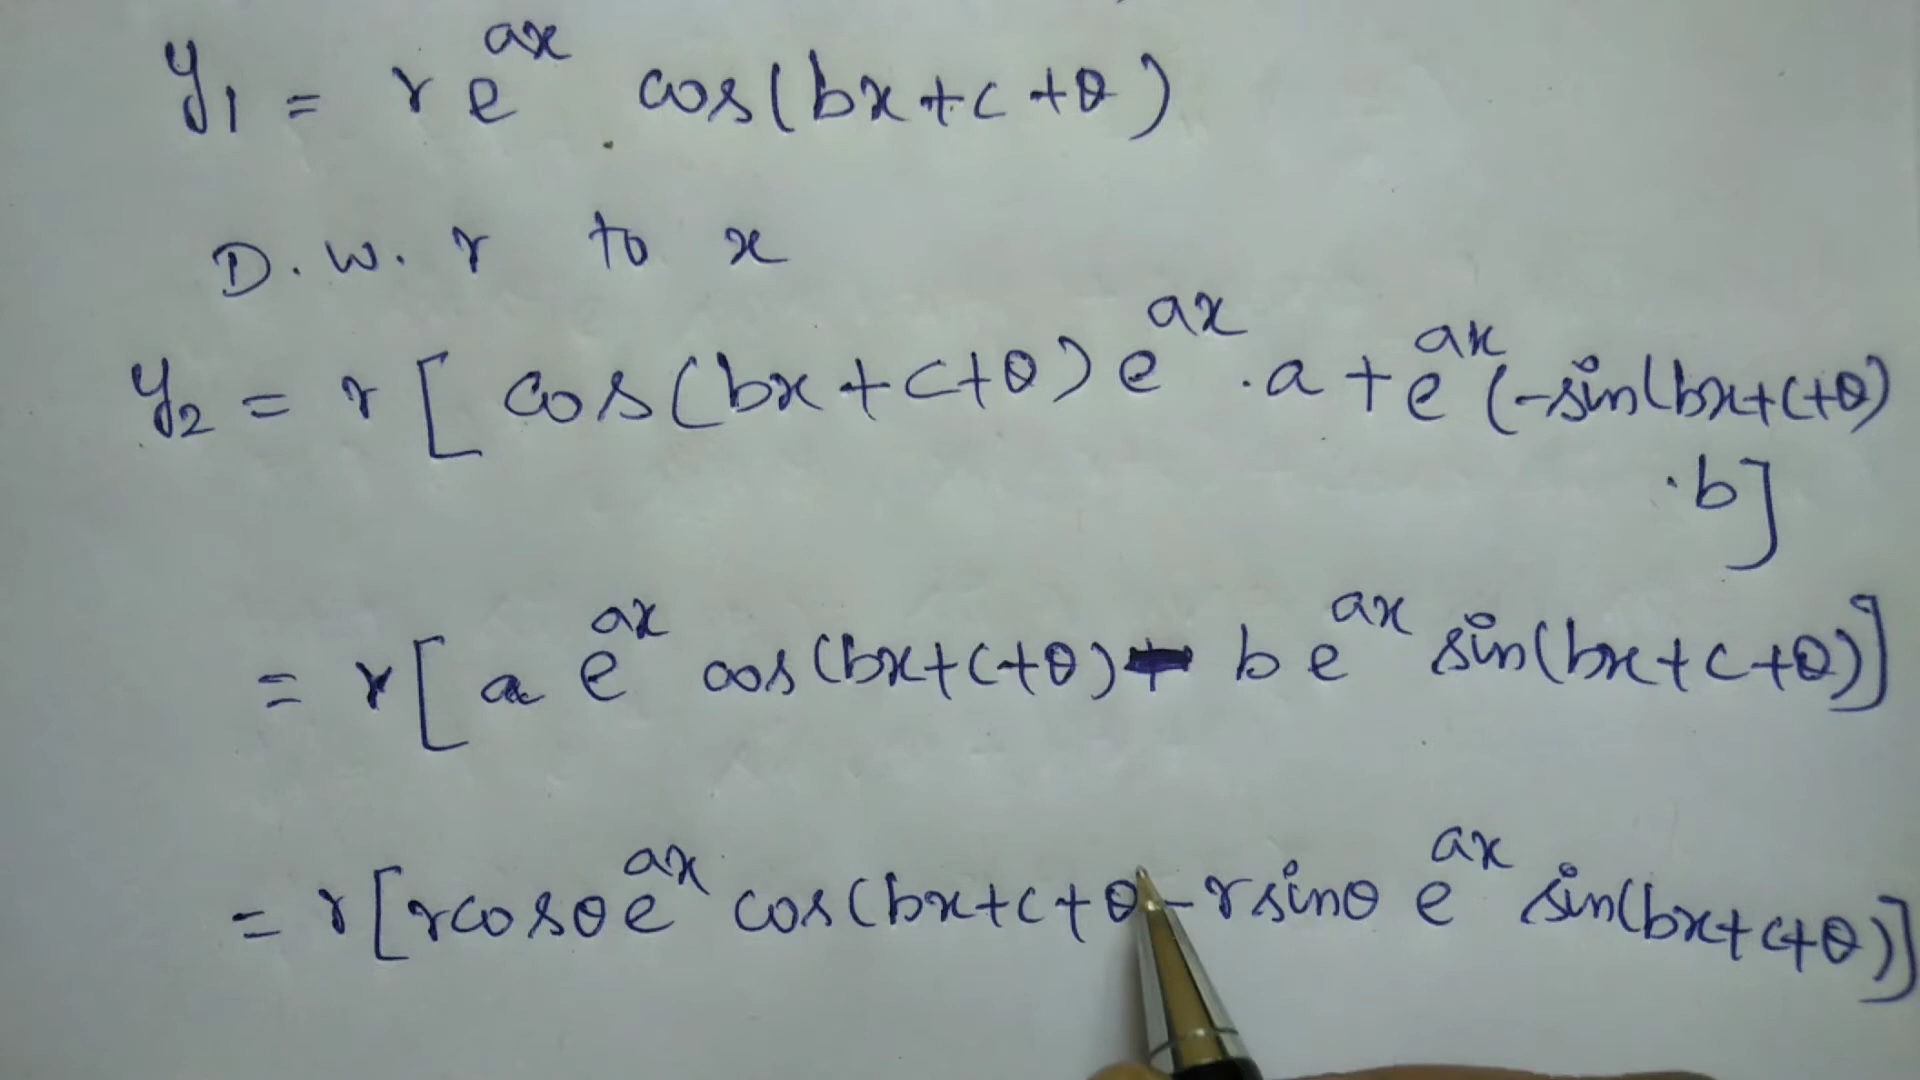 y₁ = r e^ax cos(bx+c+θ)
D.w.r to x
y₂ = r [ cos(bx+c+θ) e^ax . a + e^ax (-sin(bx+c+θ)
. b]
= r [ a e^ax cos(bx+c+θ) - b e^ax sin(bx+c+θ)]
= r [rcosθ e^ax cos(bx+c+θ - r sinθ e^ax sin(bx+c+θ)]